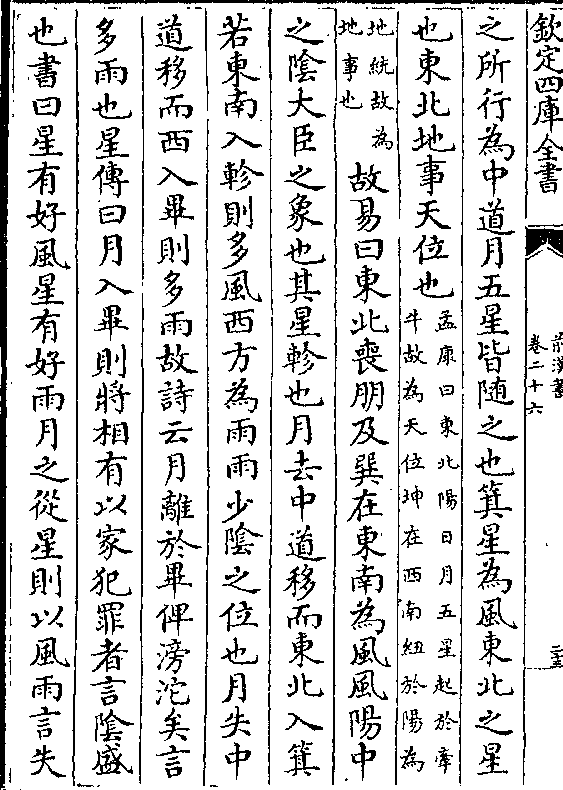 欽定四庫全書
前漢書
卷二十六
三五
之所行為中道月五星皆隨之也箕星為風東北之星
也東北地事天位也孟康曰東北陽日月五星起於牽
牛故為天位坤在西南紐於陽為
地統故為
地事也故易曰東北喪朋及巽在東南為風風陽中
之陰大臣之象也其星軫也月去中道移而東北入箕
若東南入軫則多風西方為雨雨少陰之位也月失中
道移而西入畢則多雨故詩云月離於畢俾滂沱矣言
多雨也星傳曰月入畢則將相有以家犯罪者言陰盛
也書曰星有好風星有好雨月之從星則以風雨言失